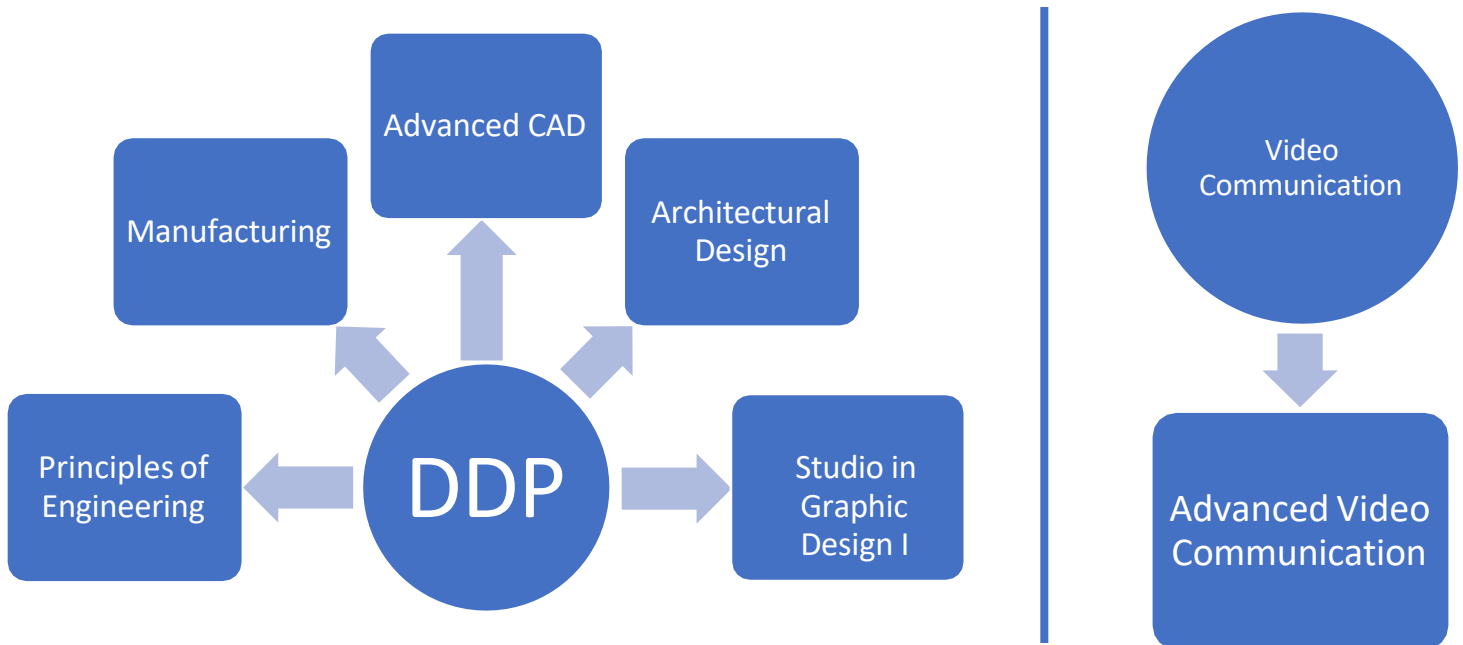 Advanced CAD
Manufacturing
Architectural
Design
Principles of
Engineering
DDP
Studio in
Graphic
Design I
Video
Communication
Advanced Video
Communication